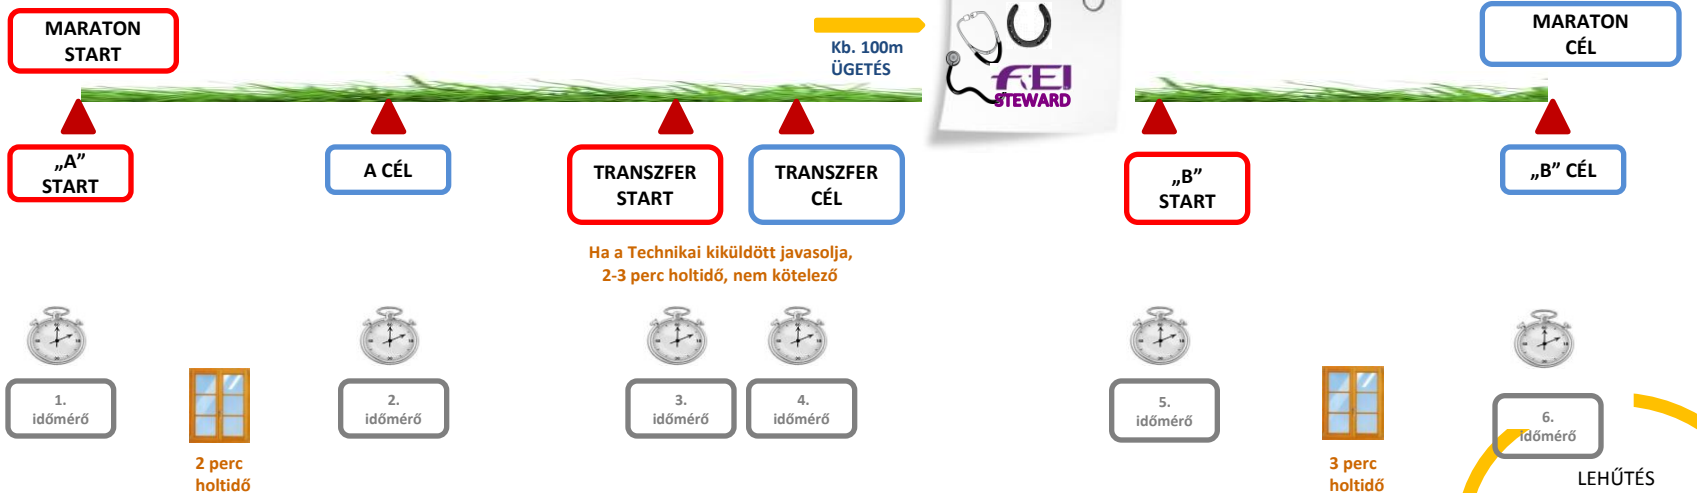 MARATON
START
Kb. 100m
ÜGETÉS
FEI
STEWARD
MARATON
CÉL
„A”
START
A CÉL
TRANSZFER
START
TRANSZFER
CÉL
„B”
START
„B” CÉL
Ha a Technikai kiküldött javasolja,
2-3 perc holtidő, nem kötelező
1.
időmérő
2.
időmérő
3.
időmérő
4.
időmérő
5.
időmérő
6.
időmérő
2 perc
holtidő
3 perc
holtidő
LEHŰTÉS